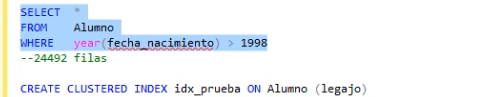 SELECT *
FROM Alumno
WHERE year(fecha_nacimiento) > 1998
--24492 filas
CREATE CLUSTERED INDEX idx_prueba ON Alumno (legajo)